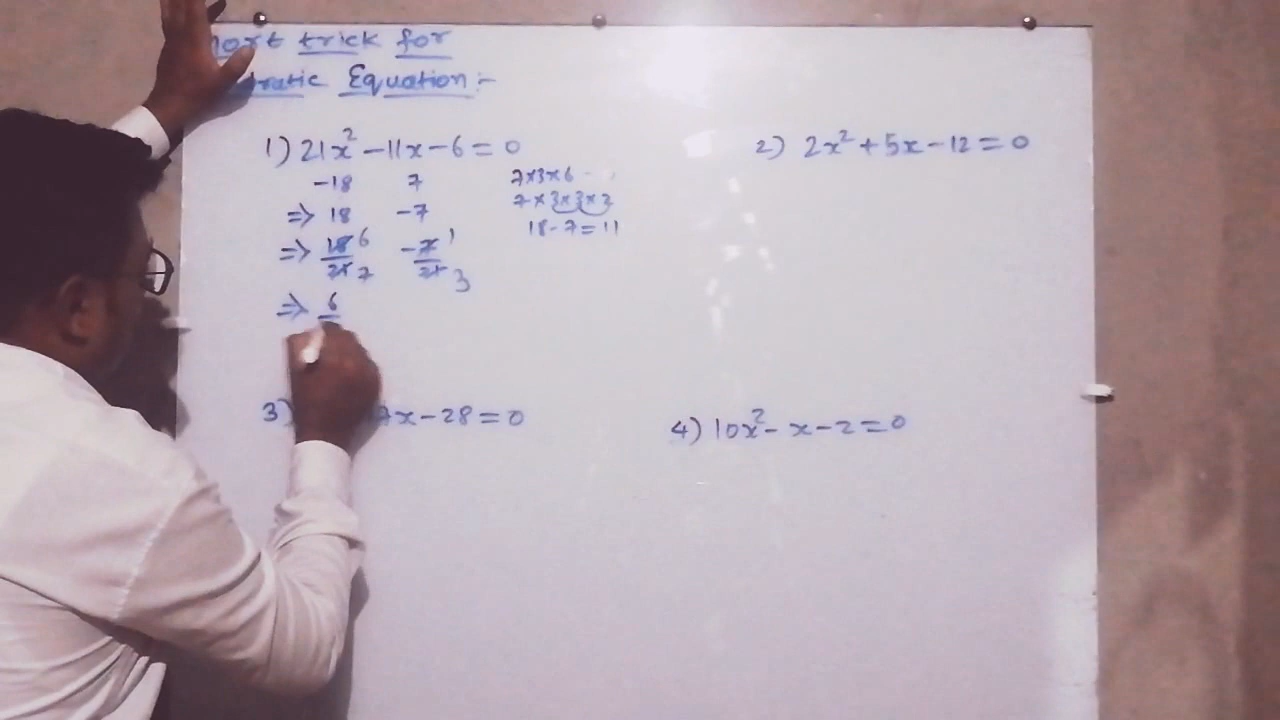 trick for
Equation :-
1) 21x² - 11x - 6 = 0
-18 7
⇒ 18 -7
⇒ 18/21 6/7 -7/21 1/3
⇒ 6
7×3×6
7×3×3×2
18-7=11
2) 2x² + 5x - 12 = 0
3) x - 28 = 0
4) 10x² - x - 2 = 0